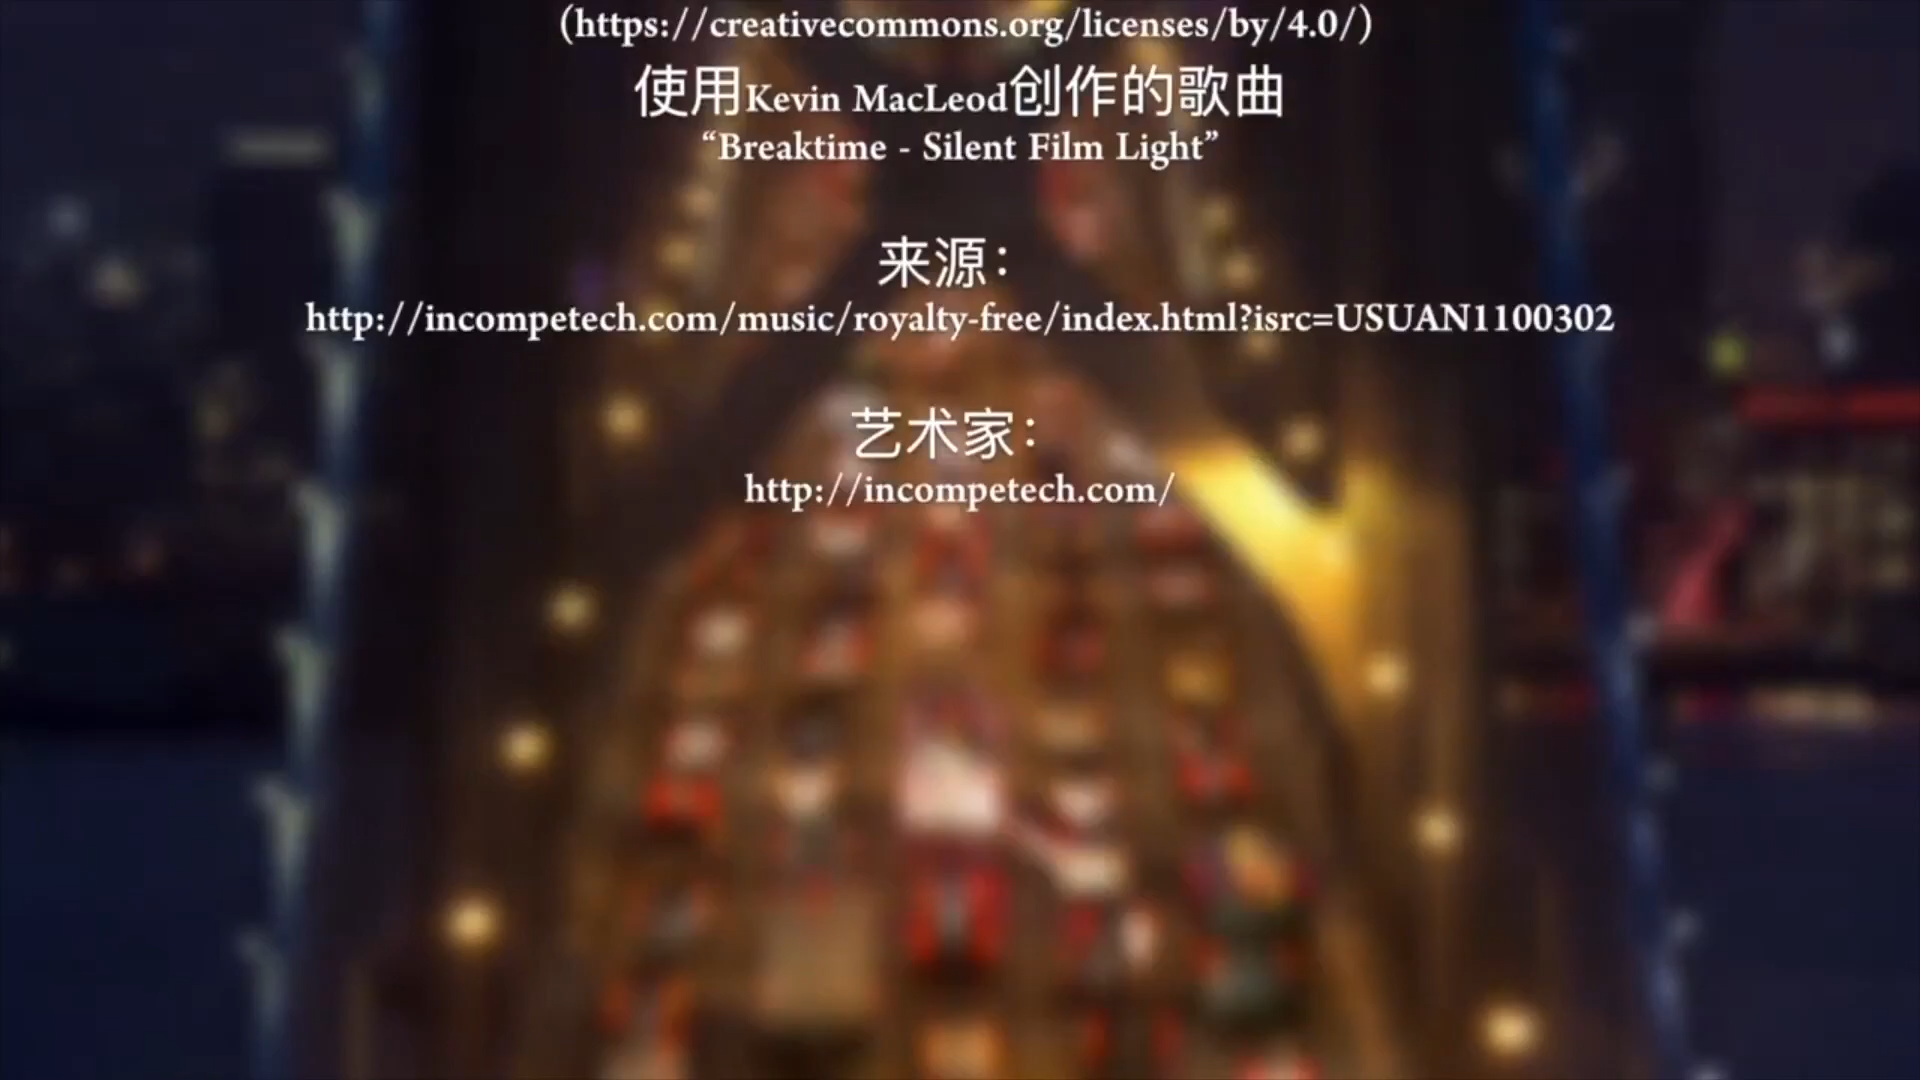 (https://creativecommons.org/licenses/by/4.0/)
使用Kevin MacLeod创作的歌曲
“Breaktime - Silent Film Light”
来源：
http://incompetech.com/music/royalty-free/index.html?isrc=USUAN1100302
艺术家：
http://incompetech.com/